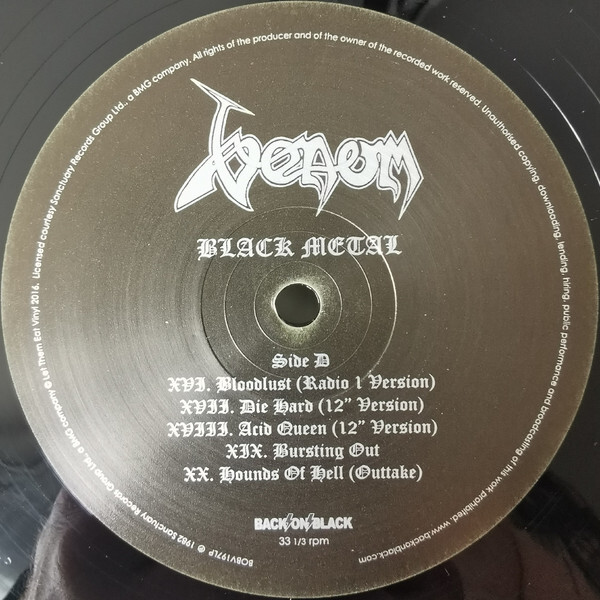 Venom
BLACK METAL
Side D
XVI. Bloodlust (Radio 1 Version)
XVII. Die Hard (12" Version)
XVIII. Acid Queen (12" Version)
XIX. Bursting Out
XX. Hounds Of Hell (Outtake)
BACK/ON/BLACK
33 1/3 rpm
BOBV197LP ℗ 1982 Sanctuary Records Group Ltd., a BMG company © Let Them Eat Vinyl 2016. Licensed courtesy Sanctuary Records Group Ltd., a BMG company. All rights of the producer and of the owner of the recorded work reserved. Unauthorised copying, downloading, lending, hiring, public performance and broadcasting of this work prohibited. www.backonblack.com